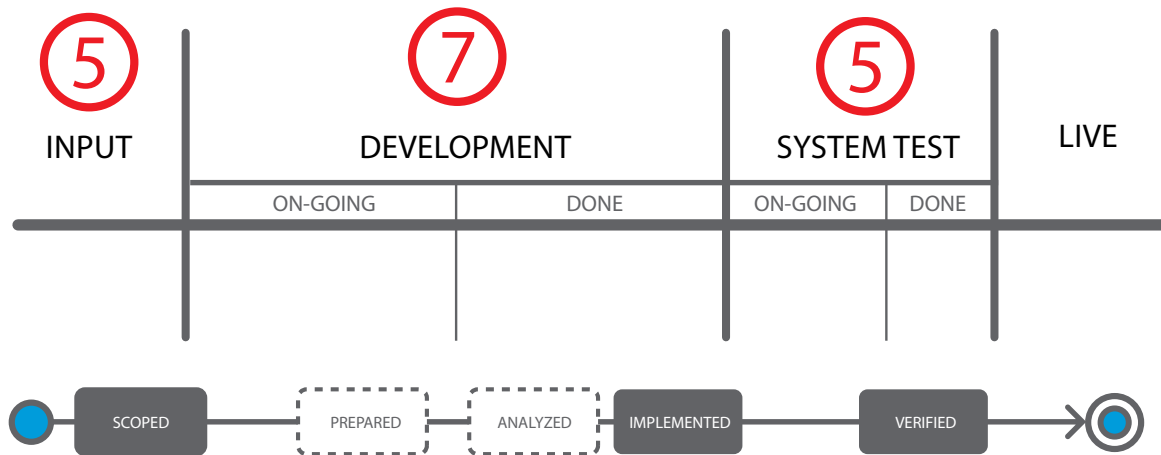 5
7
5
INPUT
DEVELOPMENT
SYSTEM TEST
LIVE
ON-GOING
DONE
ON-GOING
DONE
SCOPED
PREPARED
ANALYZED
IMPLEMENTED
VERIFIED